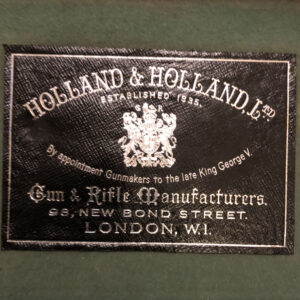 HOLLAND & HOLLAND, LTD
ESTABLISHED 1835.
G R
By appointment Gunmakers to the late King George V.
Gun & Rifle Manufacturers.
98, NEW BOND STREET.
LONDON, W.I.